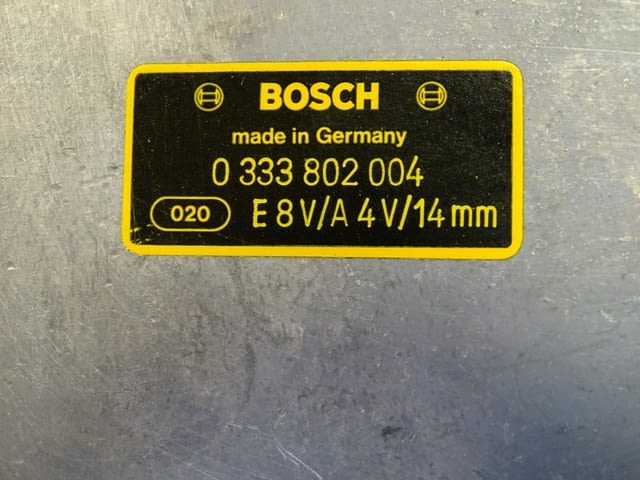 BOSCH
made in Germany
0 333 802 004
020 E 8 V/A 4 V/14 mm